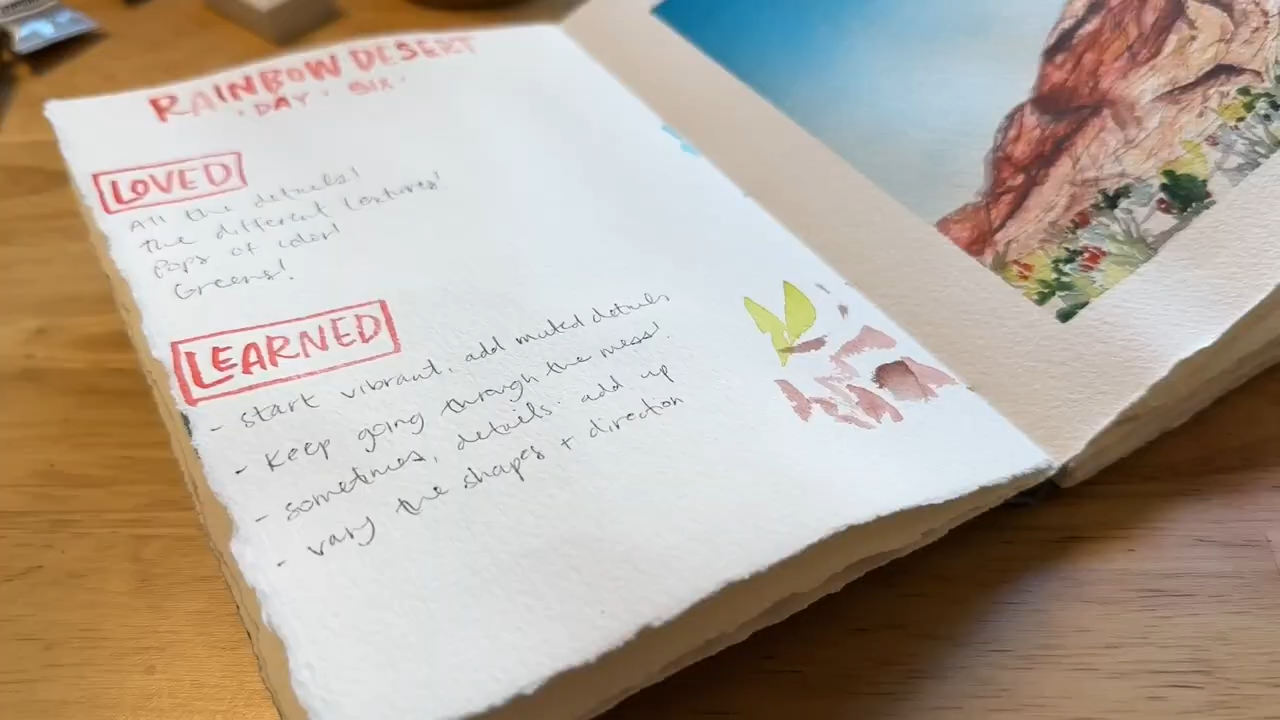 RAINBOW DESERT
· DAY · SIX ·
LOVED
All the details!
the different textures!
Pops of color!
Greens!
LEARNED
- start vibrant, add muted details
- Keep going through the mess!
- sometimes, details add up
- vary the shapes + direction